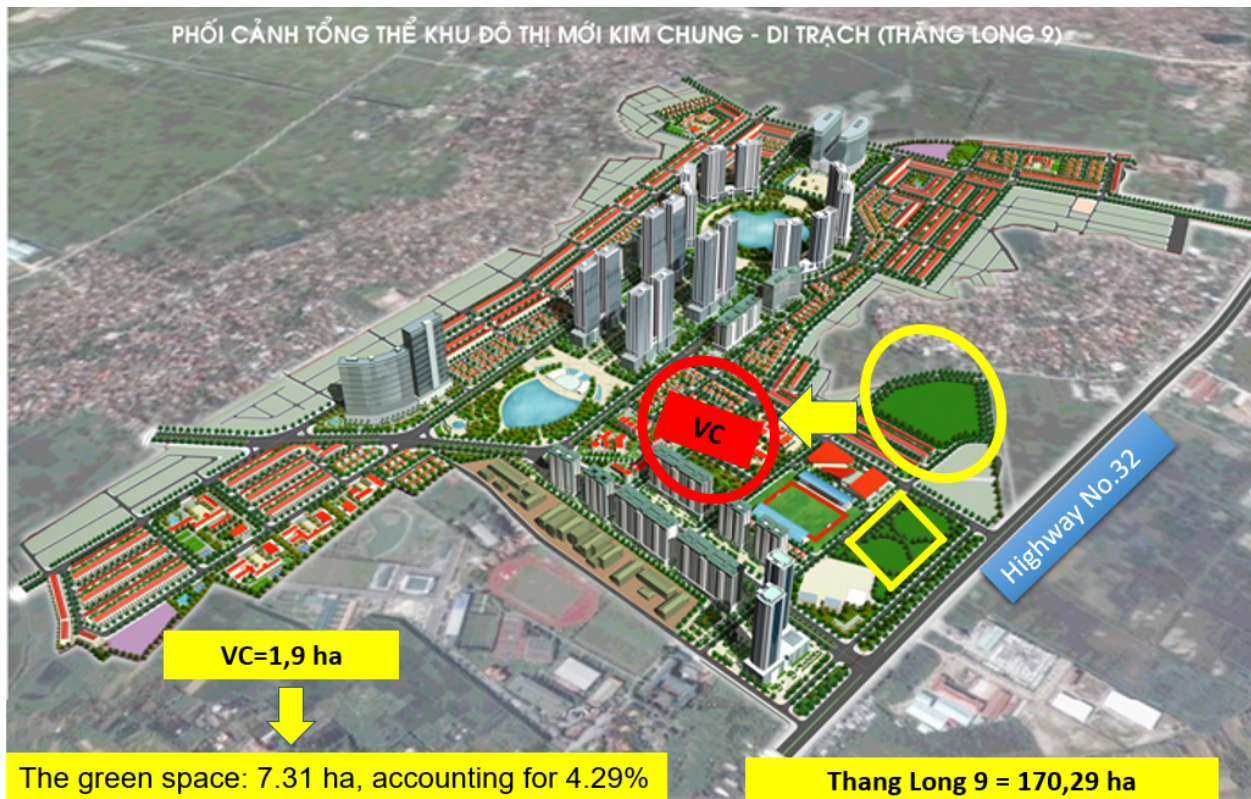 PHỐI CẢNH TỔNG THỂ KHU ĐÔ THỊ MỚI KIM CHUNG - DI TRẠCH (THĂNG LONG 9)
VC
Highway No.32
VC=1,9 ha
The green space: 7.31 ha, accounting for 4.29%
Thang Long 9 = 170,29 ha